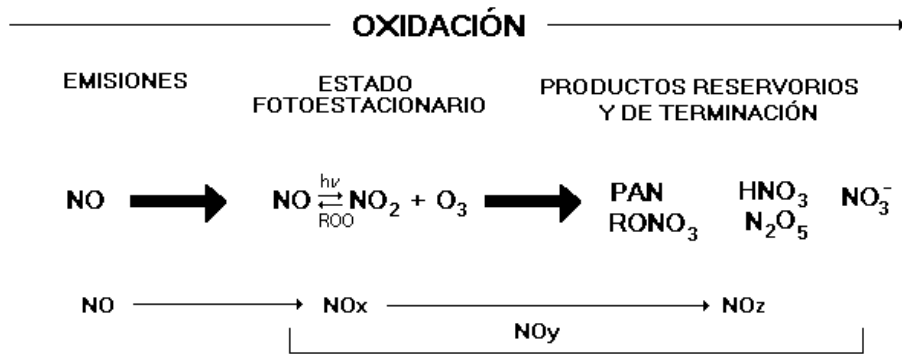 OXIDACIÓN
EMISIONES
ESTADO
FOTOESTACIONARIO
PRODUCTOS RESERVORIOS
Y DE TERMINACIÓN
hν
NO ⇄ NO₂ + O₃
ROO
NO
PAN HNO₃ NO₃⁻
RONO₃ N₂O₅
NO NOx NOz
NOy